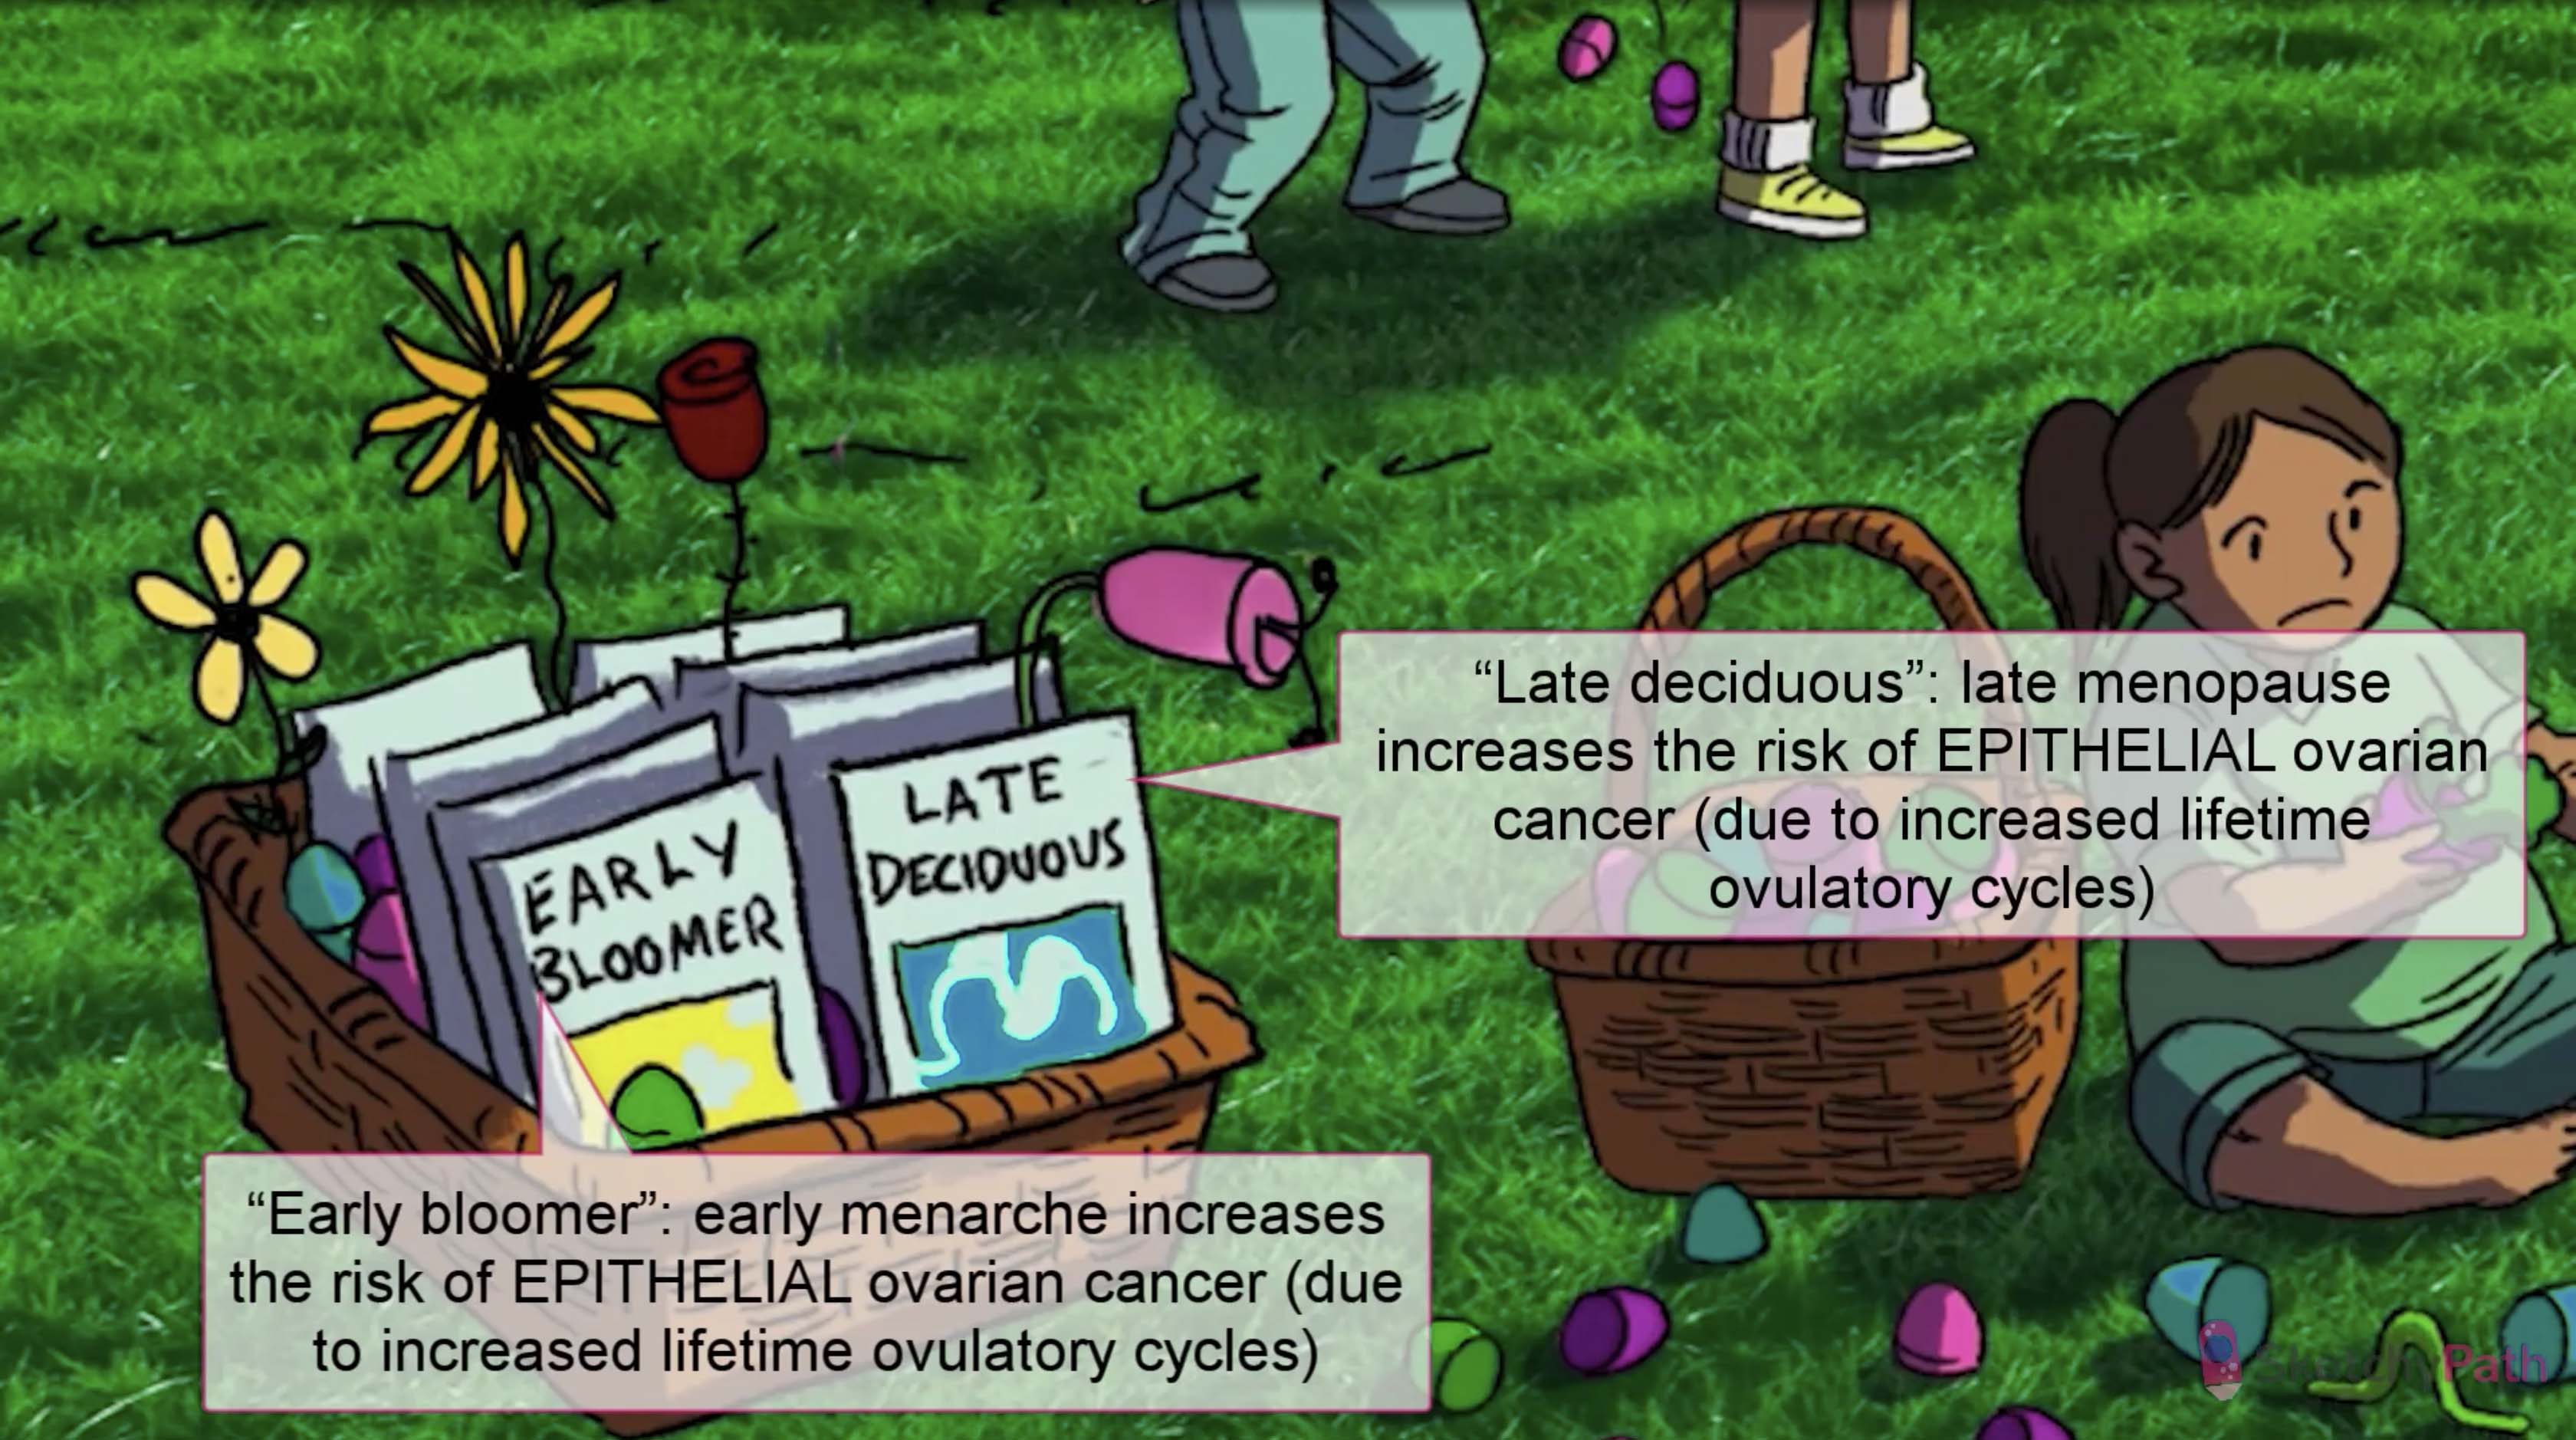 EARLY
BLOOMER
LATE
DECIDUOUS
“Late deciduous”: late menopause
increases the risk of EPITHELIAL ovarian
cancer (due to increased lifetime
ovulatory cycles)
“Early bloomer”: early menarche increases
the risk of EPITHELIAL ovarian cancer (due
to increased lifetime ovulatory cycles)
SketchyPath